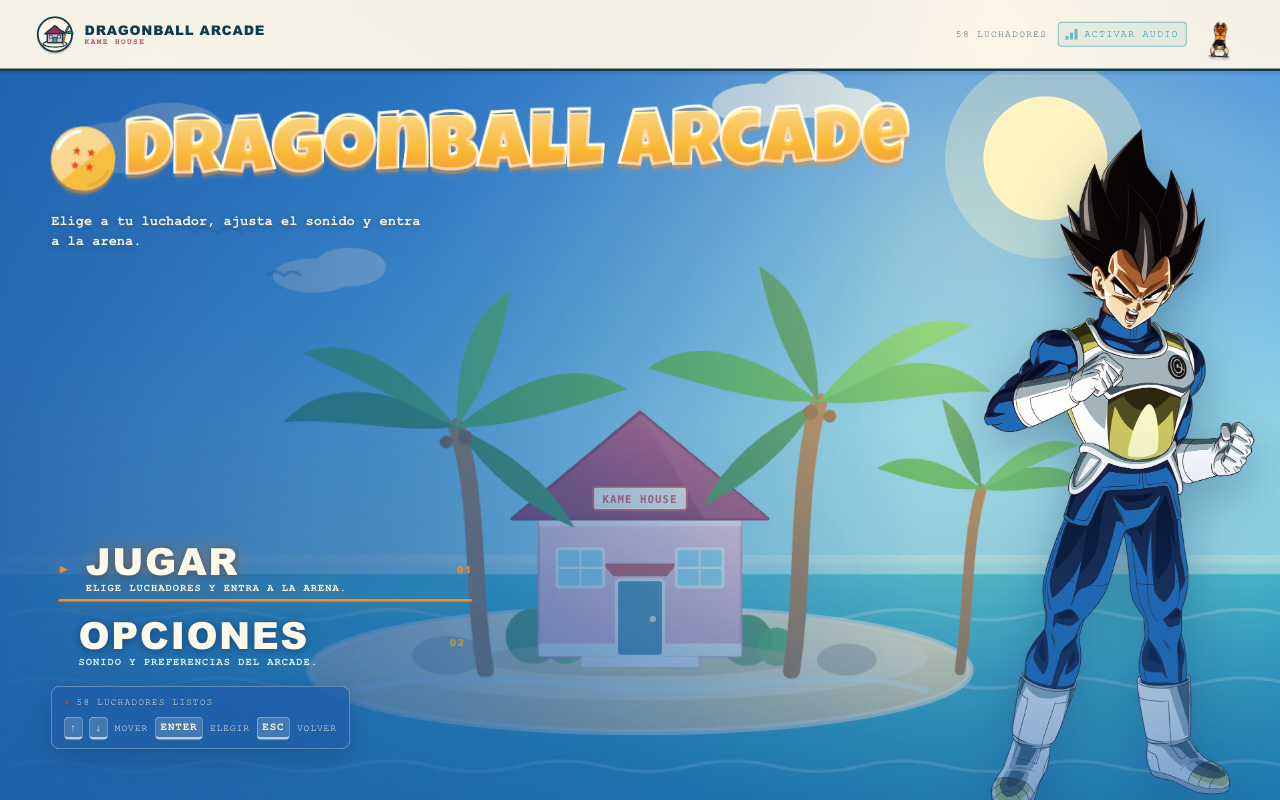 DRAGONBALL ARCADE
KAME HOUSE
58 LUCHADORES
ACTIVAR AUDIO
DRAGONBALL ARCADE
Elige a tu luchador, ajusta el sonido y entra
a la arena.
KAME HOUSE
▶ JUGAR 01
ELIGE LUCHADORES Y ENTRA A LA ARENA.
OPCIONES 02
SONIDO Y PREFERENCIAS DEL ARCADE.
58 LUCHADORES LISTOS
↑ ↓ MOVER ENTER ELEGIR ESC VOLVER